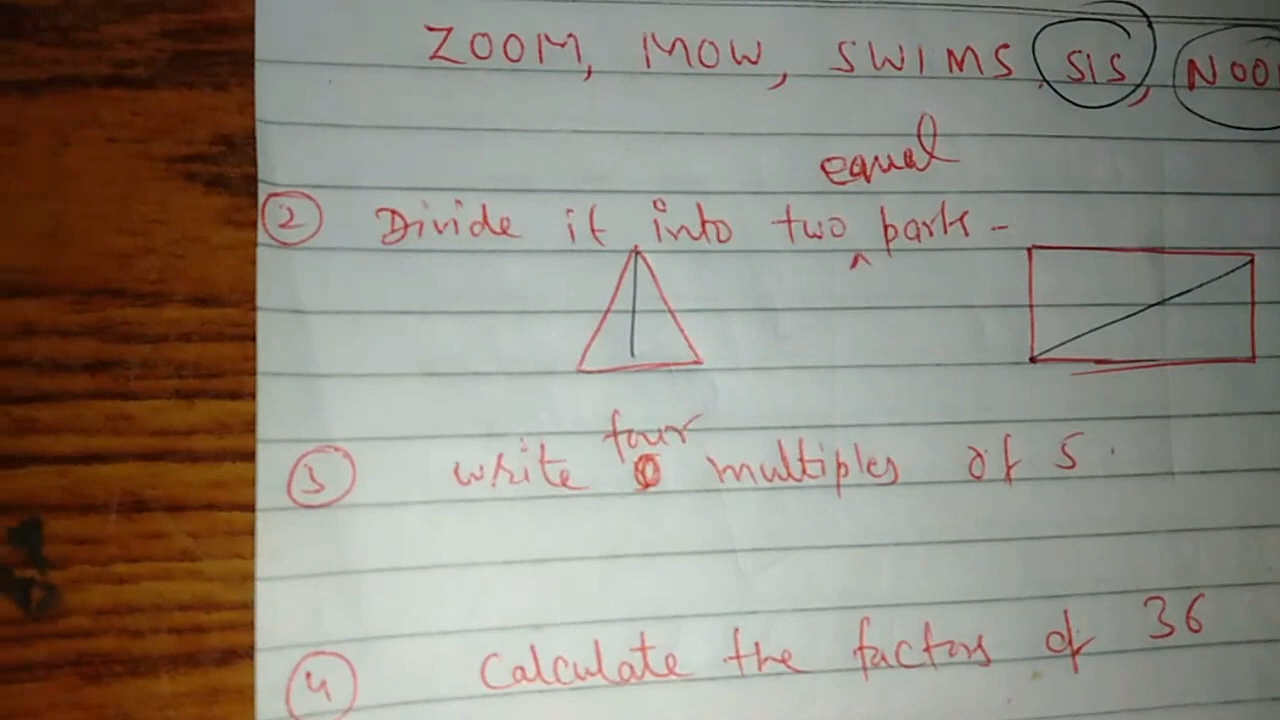 ZOOM, MOW, SWIMS, SIS, NOO
equal
2 Divide it into two ^ parts -
four
3 write multiples of 5.
4 Calculate the factors of 36